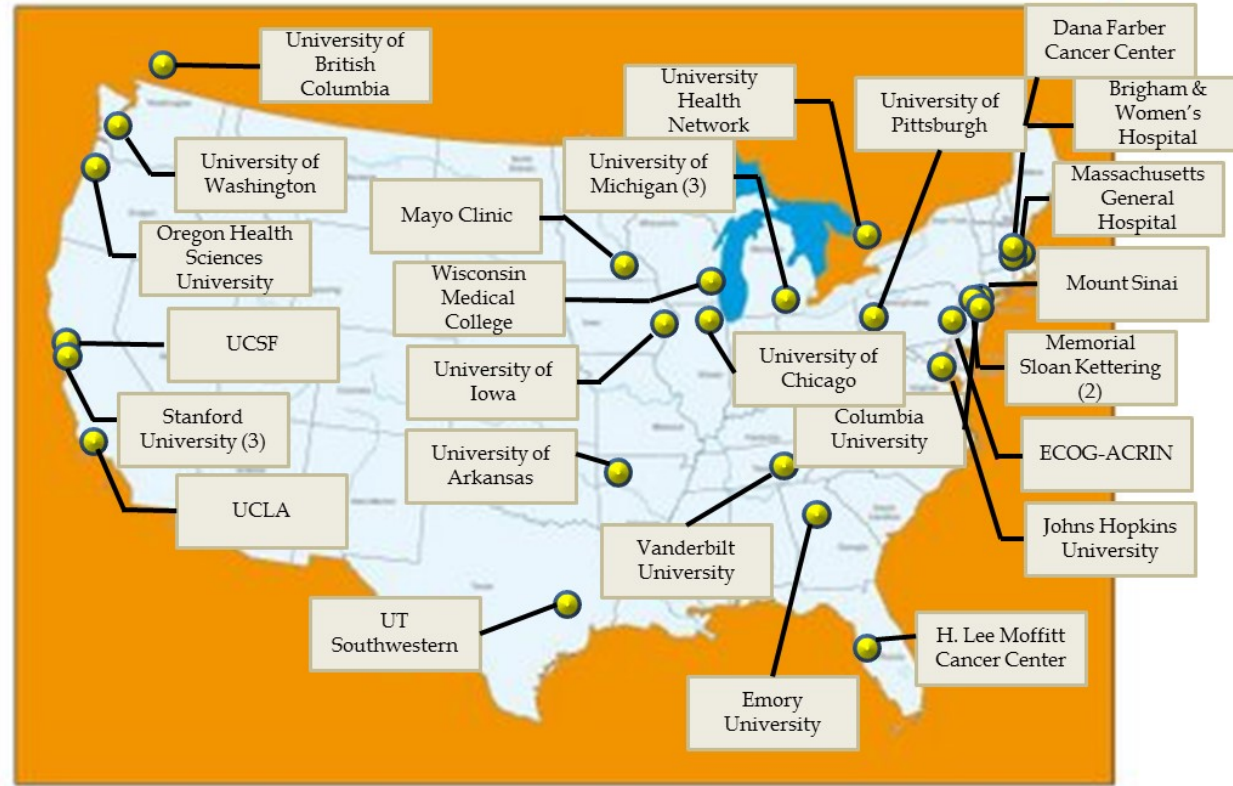 University of
British
Columbia
University of
Washington
Oregon Health
Sciences
University
UCSF
Stanford
University (3)
UCLA
Mayo Clinic
University
Health
Network
University of
Michigan (3)
Wisconsin
Medical
College
University of
Iowa
University of
Arkansas
UT
Southwestern
University of
Pittsburgh
University of
Chicago
Columbia
University
Vanderbilt
University
Emory
University
Dana Farber
Cancer Center
Brigham &
Women's
Hospital
Massachusetts
General
Hospital
Mount Sinai
Memorial
Sloan Kettering
(2)
ECOG-ACRIN
Johns Hopkins
University
H. Lee Moffitt
Cancer Center
Washington